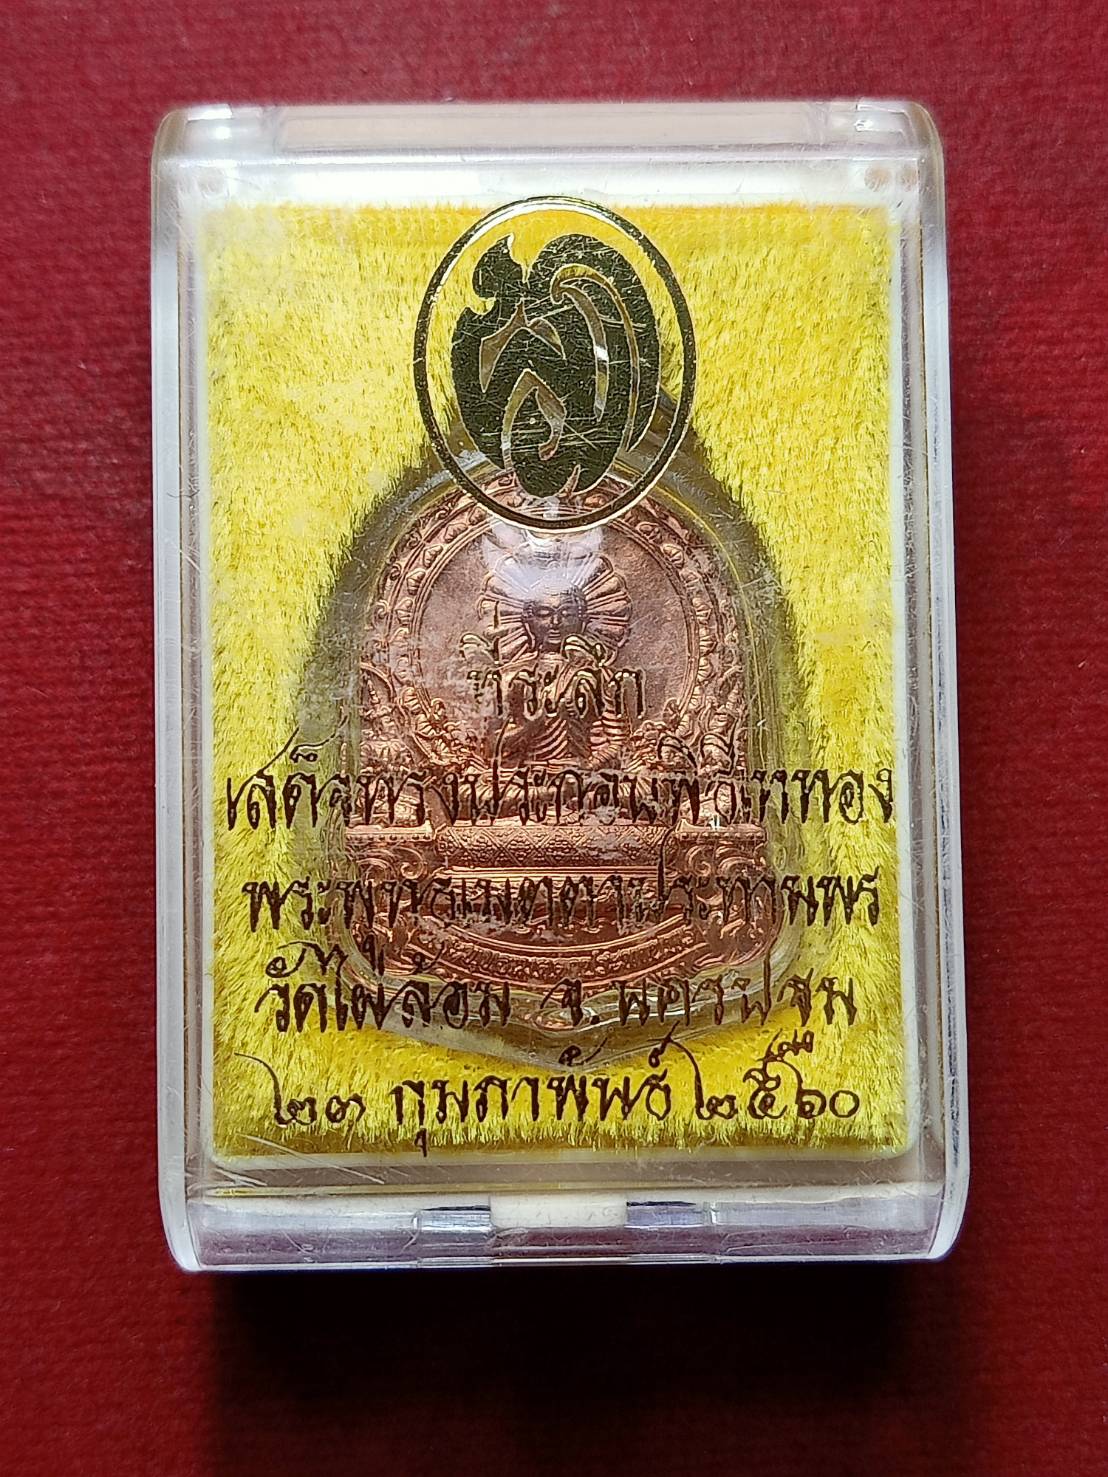 ที่ระลึก
เสด็จทรงประกอบพิธีเททอง
พระพุทธเมตตาประทานพร
วัดไผ่ล้อม จ.นครปฐม
๒๓ กุมภาพันธ์ ๒๕๖๐